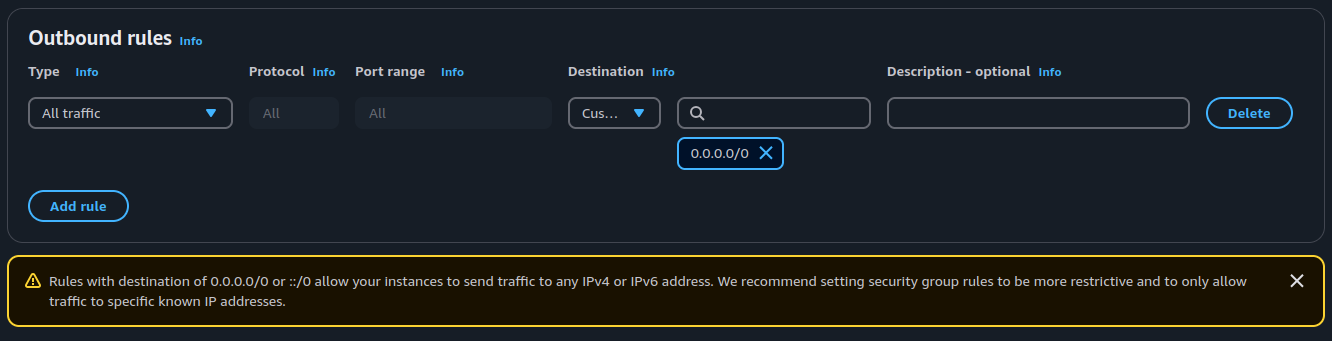 Outbound rules Info
Type Info Protocol Info Port range Info Destination Info Description - optional Info
All traffic All All Cus... Delete
0.0.0.0/0
Add rule
Rules with destination of 0.0.0.0/0 or ::/0 allow your instances to send traffic to any IPv4 or IPv6 address. We recommend setting security group rules to be more restrictive and to only allow
traffic to specific known IP addresses.